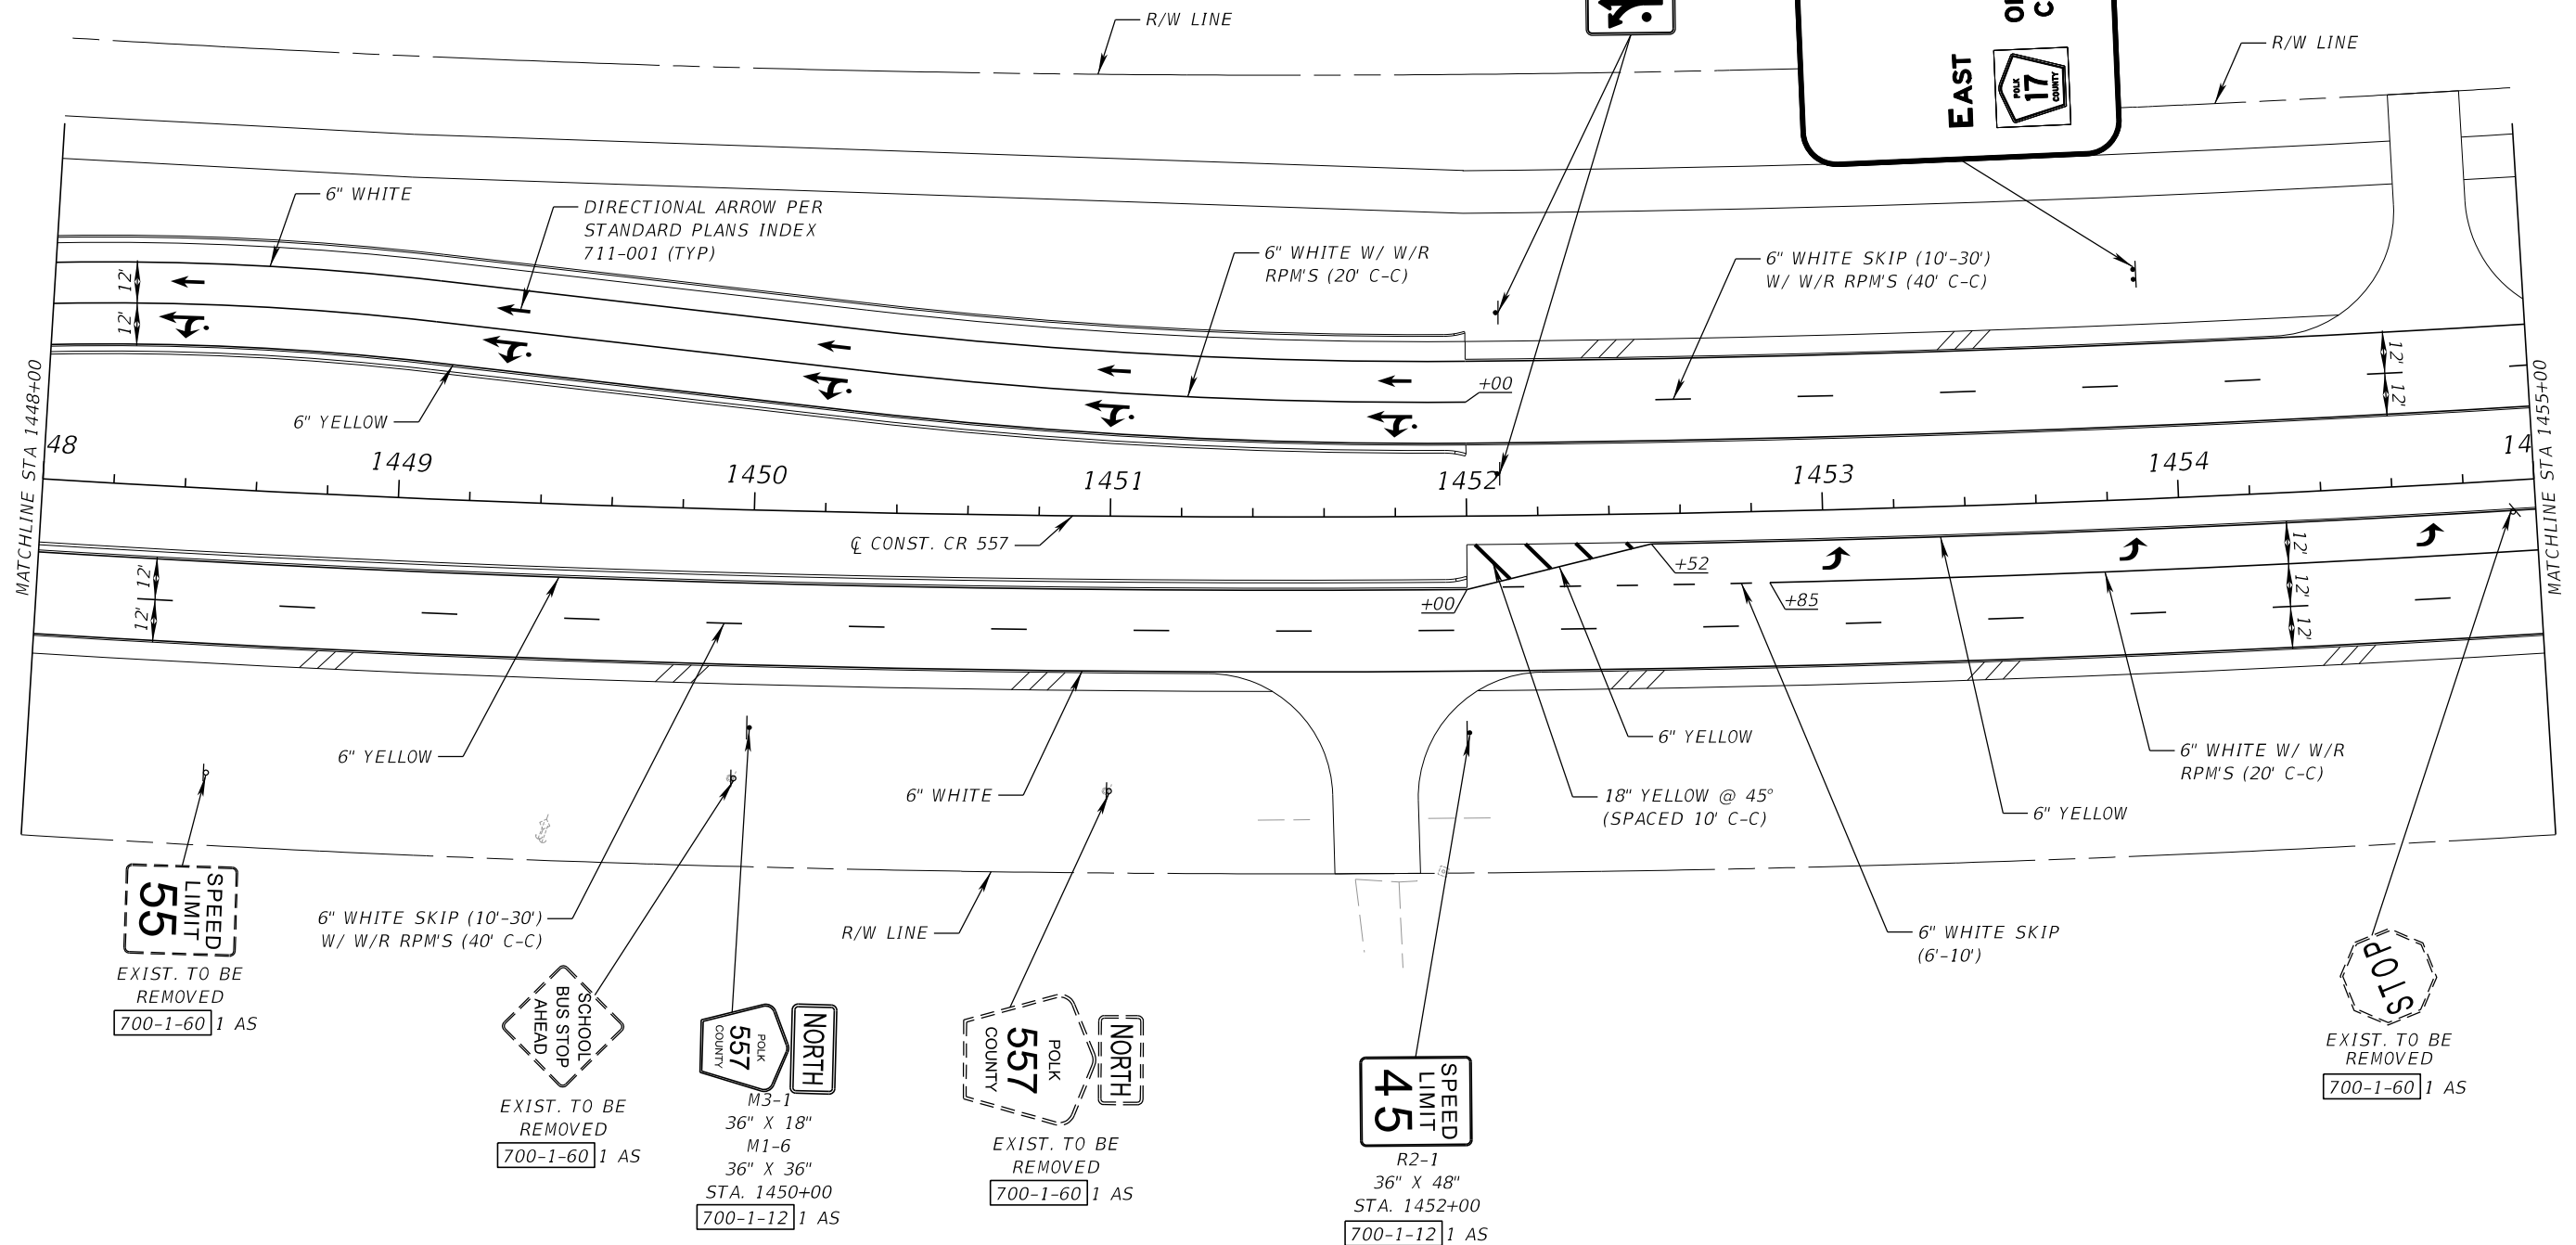 R/W LINE
EAST
POLK
17
COUNTY
R/W LINE
6" WHITE
DIRECTIONAL ARROW PER
STANDARD PLANS INDEX
711-001 (TYP)
6" WHITE W/ W/R
RPM'S (20' C-C)
6" WHITE SKIP (10'-30')
W/ W/R RPM'S (40' C-C)
12'
12'
12'
12'
+00
6" YELLOW
MATCHLINE STA 1448+00
48
1449
1450
1451
1452
1453
1454
14
MATCHLINE STA 1455+00
℄ CONST. CR 557
12'
12'
+00
+52
+85
12'
12'
12'
6" YELLOW
6" WHITE
6" YELLOW
18" YELLOW @ 45°
(SPACED 10' C-C)
6" WHITE W/ W/R
RPM'S (20' C-C)
6" YELLOW
6" WHITE SKIP (10'-30')
W/ W/R RPM'S (40' C-C)
R/W LINE
6" WHITE SKIP
(6'-10')
SPEED
LIMIT
55
EXIST. TO BE
REMOVED
700-1-60 1 AS
SCHOOL
BUS STOP
AHEAD
EXIST. TO BE
REMOVED
700-1-60 1 AS
NORTH
POLK
557
COUNTY
M3-1
36" X 18"
M1-6
36" X 36"
STA. 1450+00
700-1-12 1 AS
NORTH
POLK
557
COUNTY
EXIST. TO BE
REMOVED
700-1-60 1 AS
SPEED
LIMIT
45
R2-1
36" X 48"
STA. 1452+00
700-1-12 1 AS
STOP
EXIST. TO BE
REMOVED
700-1-60 1 AS